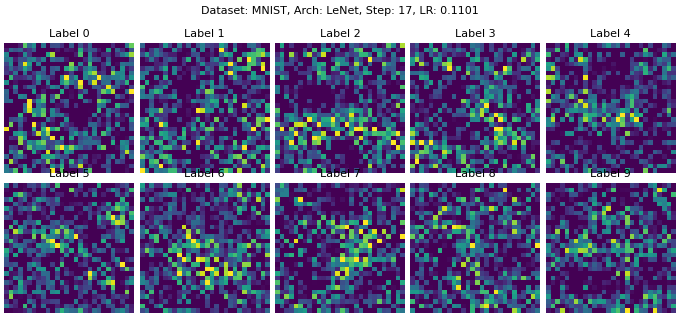 Dataset: MNIST, Arch: LeNet, Step: 17, LR: 0.1101
Label 0 Label 1 Label 2 Label 3 Label 4
Label 5 Label 6 Label 7 Label 8 Label 9